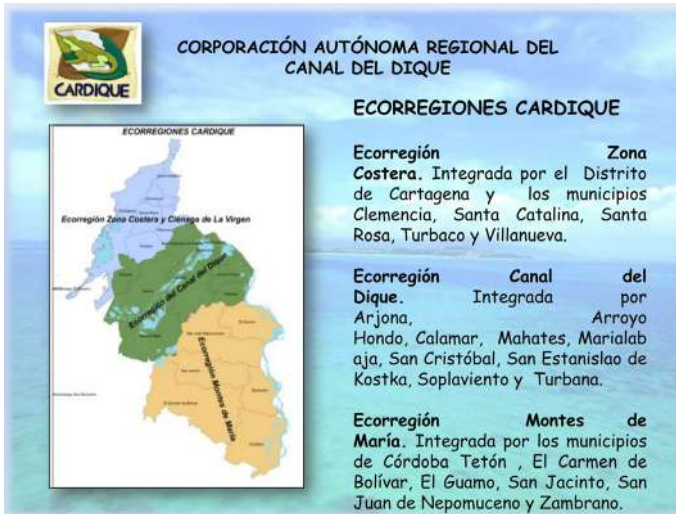 CORPORACIÓN AUTÓNOMA REGIONAL DEL
CANAL DEL DIQUE
CARDIQUE
ECORREGIONES CARDIQUE
ECORREGIONES CARDIQUE
Ecorregión Zona Costera y Ciénega de La Virgen
Ecorregión del Canal del Dique
Ecorregión Montes de María
Ecorregión Zona
Costera. Integrada por el Distrito
de Cartagena y los municipios
Clemencia, Santa Catalina, Santa
Rosa, Turbaco y Villanueva.
Ecorregión Canal del
Dique. Integrada por
Arjona, Arroyo
Hondo, Calamar, Mahates, Marialab
aja, San Cristóbal, San Estanislao de
Kostka, Soplaviento y Turbana.
Ecorregión Montes de
María. Integrada por los municipios
de Córdoba Tetón , El Carmen de
Bolívar, El Guamo, San Jacinto, San
Juan de Nepomuceno y Zambrano.